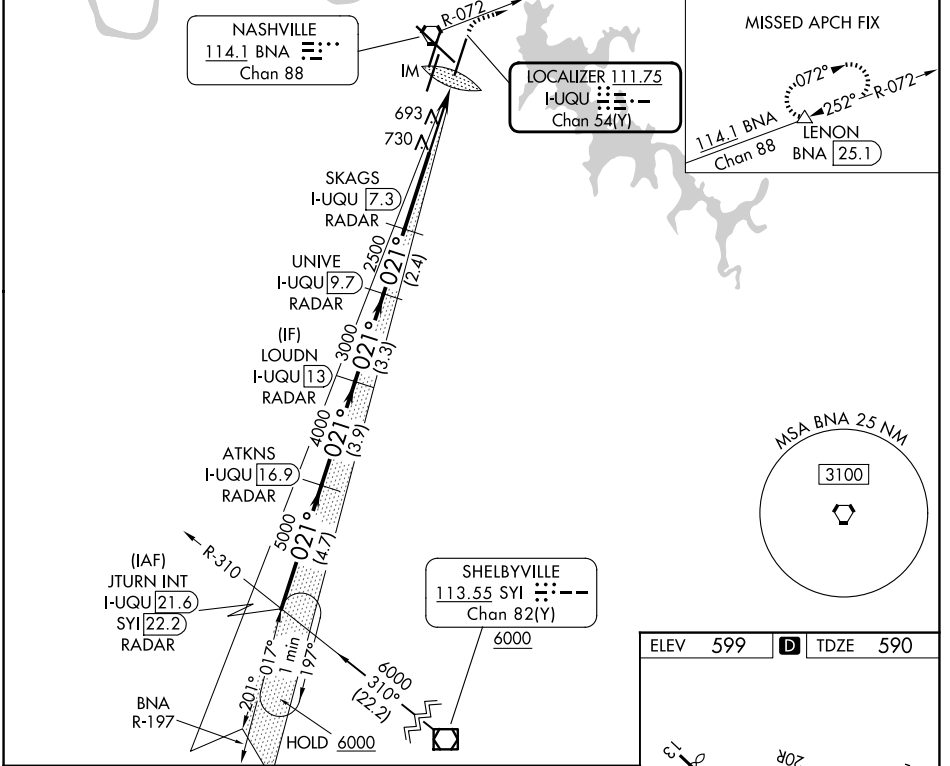 NASHVILLE
114.1 BNA
Chan 88
R-072
IM
LOCALIZER 111.75
I-UQU
Chan 54(Y)
MISSED APCH FIX
072°
252°
R-072
114.1 BNA
Chan 88
LENON
BNA 25.1
693
730
SKAGS
I-UQU 7.3
RADAR
2500
021°
(2.4)
UNIVE
I-UQU 9.7
RADAR
3000
021°
(3.3)
(IF)
LOUDN
I-UQU 13
RADAR
4000
021°
(3.9)
ATKNS
I-UQU 16.9
RADAR
5000
021°
(4.7)
MSA BNA 25 NM
3100
R-310
(IAF)
JTURN INT
I-UQU 21.6
SYI 22.2
RADAR
SHELBYVILLE
113.55 SYI
Chan 82(Y)
6000
201°
017°
1 min
197°
6000
310°
(22.2)
BNA
R-197
HOLD 6000
ELEV 599 D TDZE 590
13
20R